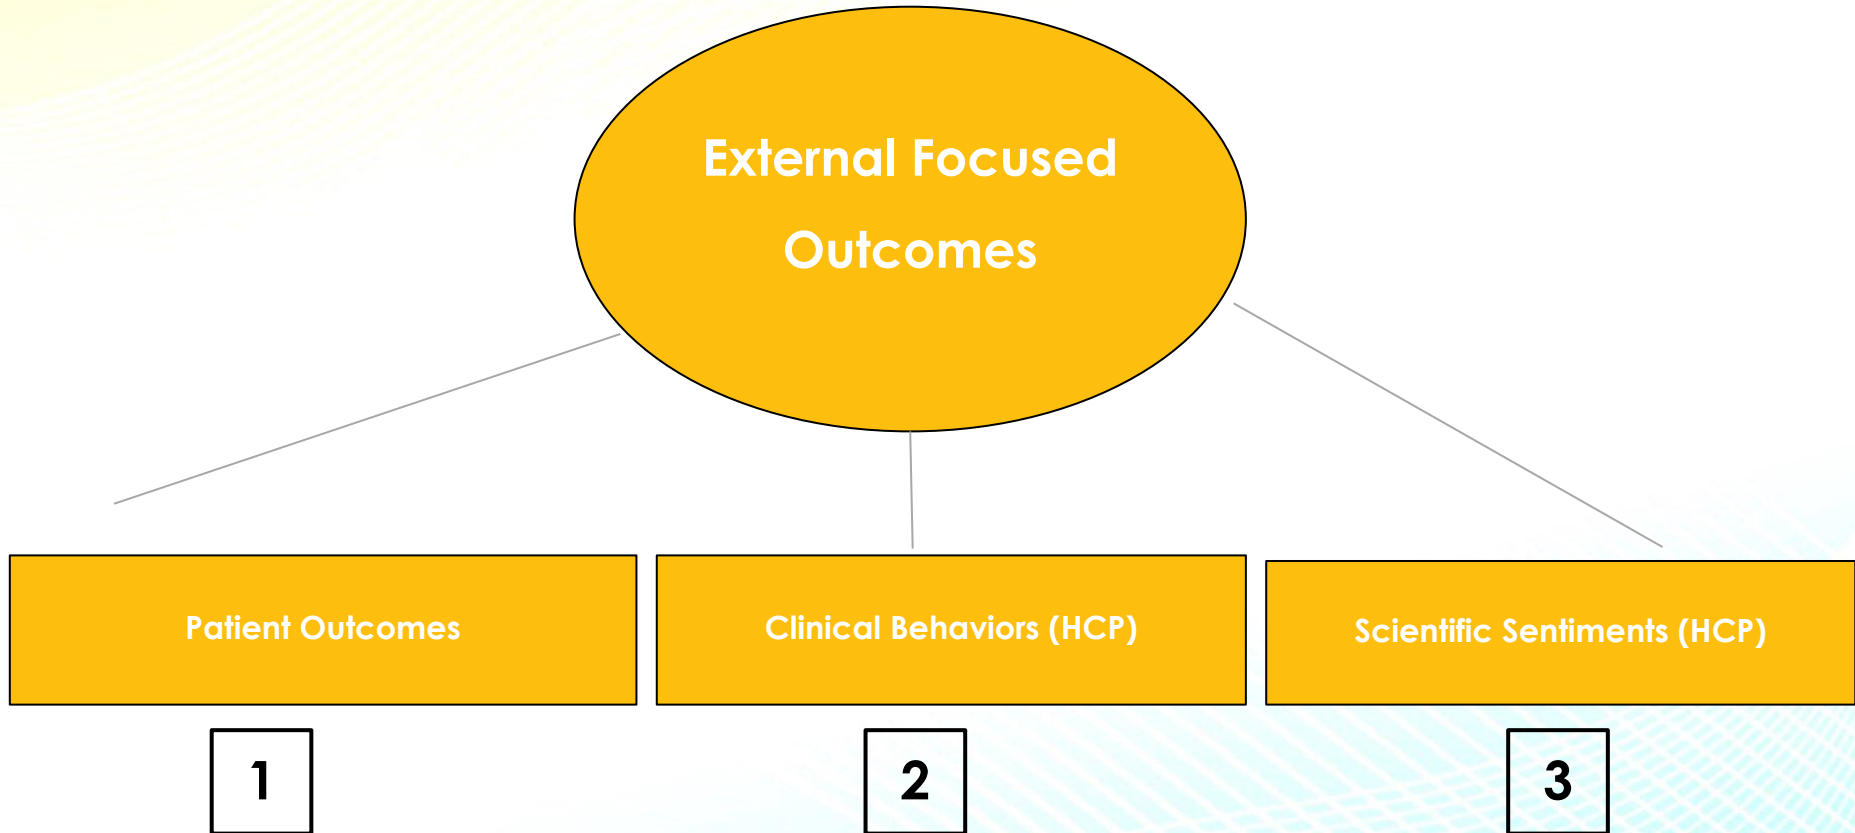 External Focused
Outcomes
Patient Outcomes
Clinical Behaviors (HCP)
Scientific Sentiments (HCP)
1
2
3